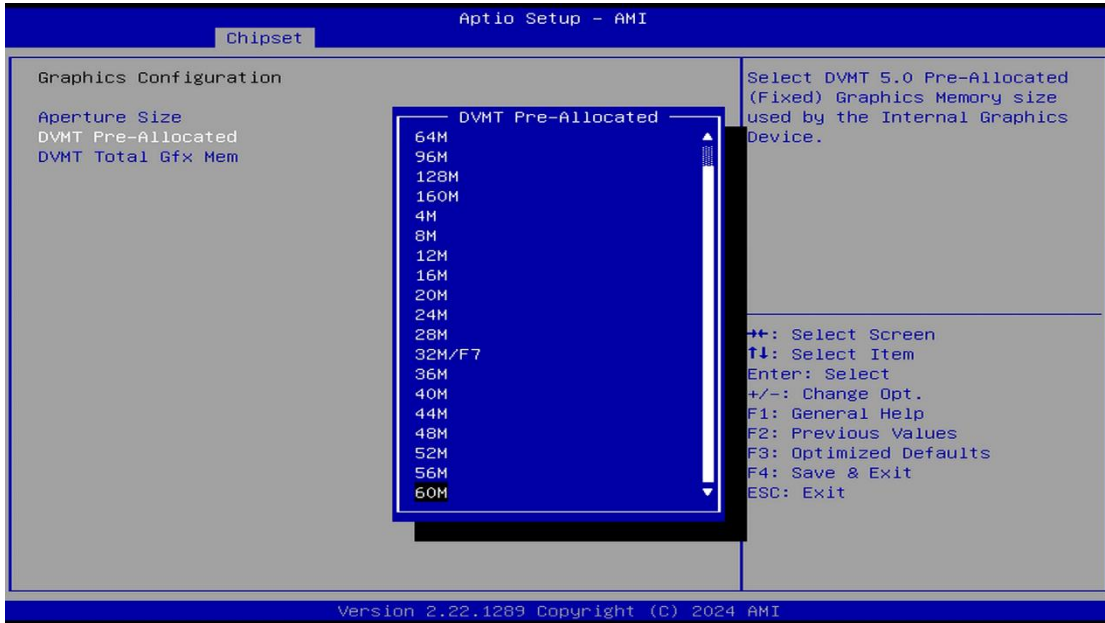 Aptio Setup – AMI
Chipset
Graphics Configuration
Aperture Size
DVMT Pre-Allocated
DVMT Total Gfx Mem
DVMT Pre-Allocated
64M
96M
128M
160M
4M
8M
12M
16M
20M
24M
28M
32M/F7
36M
40M
44M
48M
52M
56M
60M
Select DVMT 5.0 Pre-Allocated
(Fixed) Graphics Memory size
used by the Internal Graphics
Device.
→←: Select Screen
↑↓: Select Item
Enter: Select
+/-: Change Opt.
F1: General Help
F2: Previous Values
F3: Optimized Defaults
F4: Save & Exit
ESC: Exit
Version 2.22.1289 Copyright (C) 2024 AMI